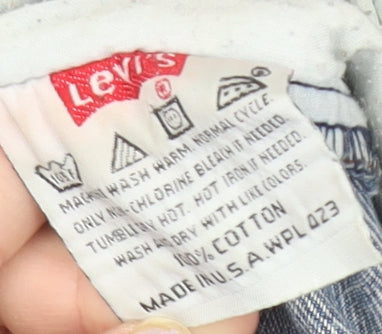 Levi's
MACHINE WASH WARM. NORMAL CYCLE.
ONLY NON-CHLORINE BLEACH IF NEEDED.
TUMBLE DRY HOT. HOT IRON IF NEEDED.
WASH AND DRY WITH LIKE COLORS.
100% COTTON
MADE IN U.S.A. WPL 423